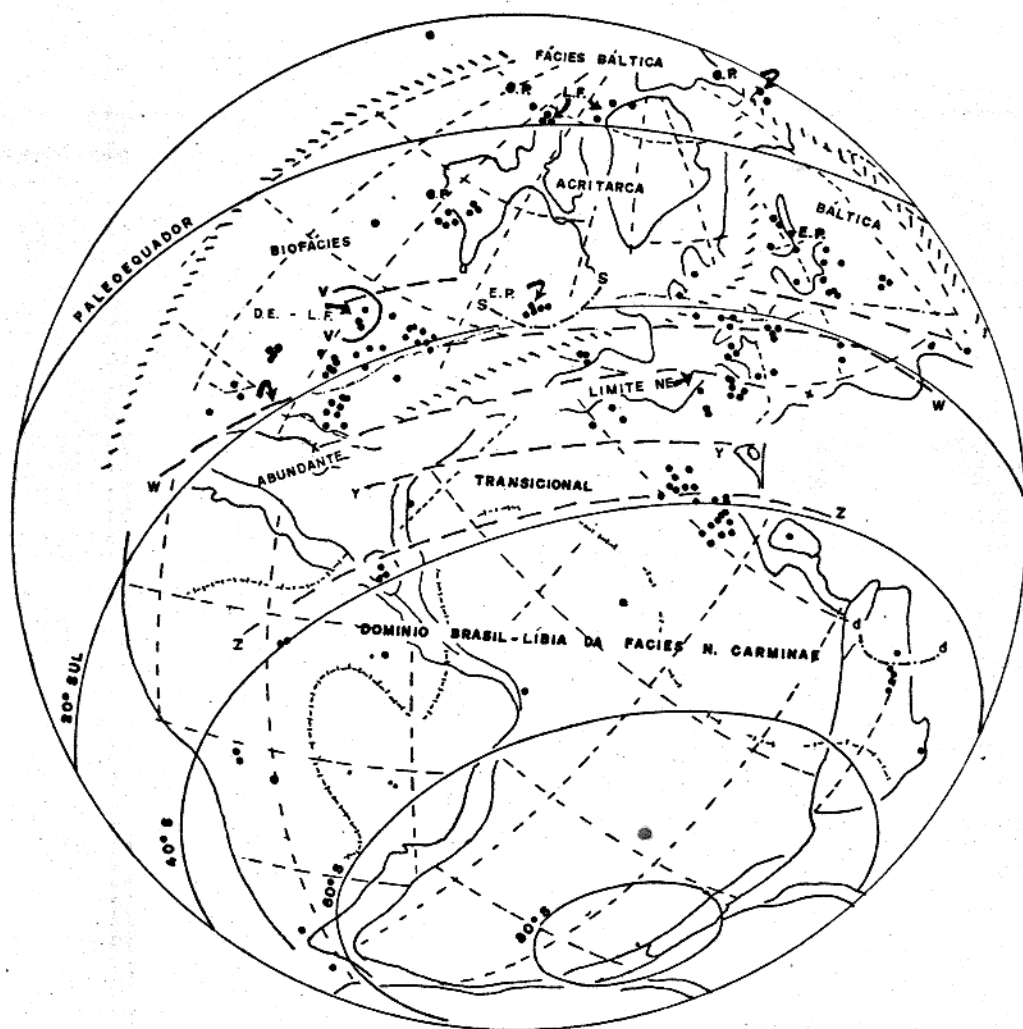 FÁCIES BÁLTICA
E.P. L.F. E.P.
ACRITARCA
E.P.
BÁLTICA
E.P.
BIOFÁCIES
PALEOEQUADOR
V
D.E. - L.F.
V
S E.P. S
LIMITE NE
X
X
X
W
W
ABUNDANTE
Y Y
TRANSICIONAL
Z
Z
DOMINIO BRASIL-LÍBIA DA FACIES N. CARMINAE
d d
20° SUL
40° S
60° S
80° S